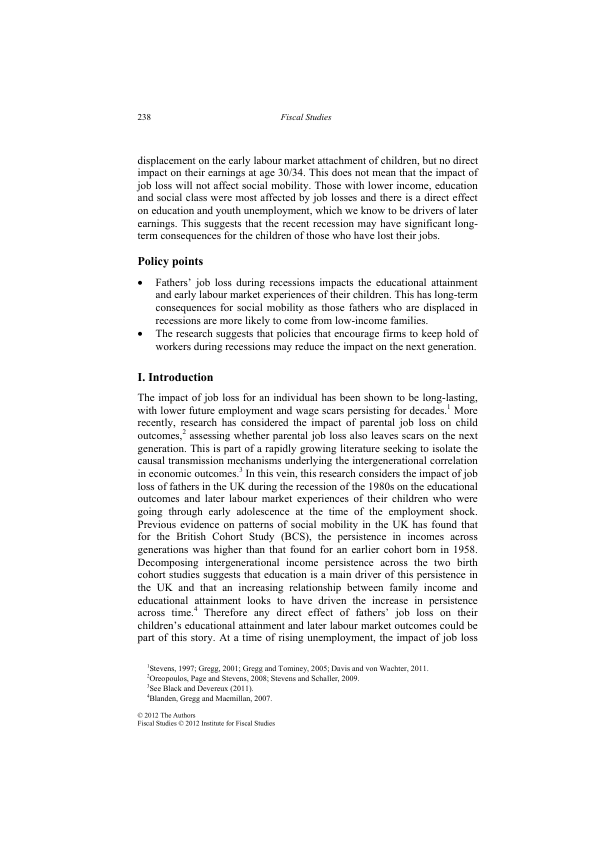 238
Fiscal Studies
displacement on the early labour market attachment of children, but no direct
impact on their earnings at age 30/34. This does not mean that the impact of
job loss will not affect social mobility. Those with lower income, education
and social class were most affected by job losses and there is a direct effect
on education and youth unemployment, which we know to be drivers of later
earnings. This suggests that the recent recession may have significant long-
term consequences for the children of those who have lost their jobs.
Policy points
• Fathers’ job loss during recessions impacts the educational attainment
and early labour market experiences of their children. This has long-term
consequences for social mobility as those fathers who are displaced in
recessions are more likely to come from low-income families.
• The research suggests that policies that encourage firms to keep hold of
workers during recessions may reduce the impact on the next generation.
I. Introduction
The impact of job loss for an individual has been shown to be long-lasting,
with lower future employment and wage scars persisting for decades.1 More
recently, research has considered the impact of parental job loss on child
outcomes,2 assessing whether parental job loss also leaves scars on the next
generation. This is part of a rapidly growing literature seeking to isolate the
causal transmission mechanisms underlying the intergenerational correlation
in economic outcomes.3 In this vein, this research considers the impact of job
loss of fathers in the UK during the recession of the 1980s on the educational
outcomes and later labour market experiences of their children who were
going through early adolescence at the time of the employment shock.
Previous evidence on patterns of social mobility in the UK has found that
for the British Cohort Study (BCS), the persistence in incomes across
generations was higher than that found for an earlier cohort born in 1958.
Decomposing intergenerational income persistence across the two birth
cohort studies suggests that education is a main driver of this persistence in
the UK and that an increasing relationship between family income and
educational attainment looks to have driven the increase in persistence
across time.4 Therefore any direct effect of fathers’ job loss on their
children’s educational attainment and later labour market outcomes could be
part of this story. At a time of rising unemployment, the impact of job loss
1Stevens, 1997; Gregg, 2001; Gregg and Tominey, 2005; Davis and von Wachter, 2011.
2Oreopoulos, Page and Stevens, 2008; Stevens and Schaller, 2009.
3See Black and Devereux (2011).
4Blanden, Gregg and Macmillan, 2007.
© 2012 The Authors
Fiscal Studies © 2012 Institute for Fiscal Studies